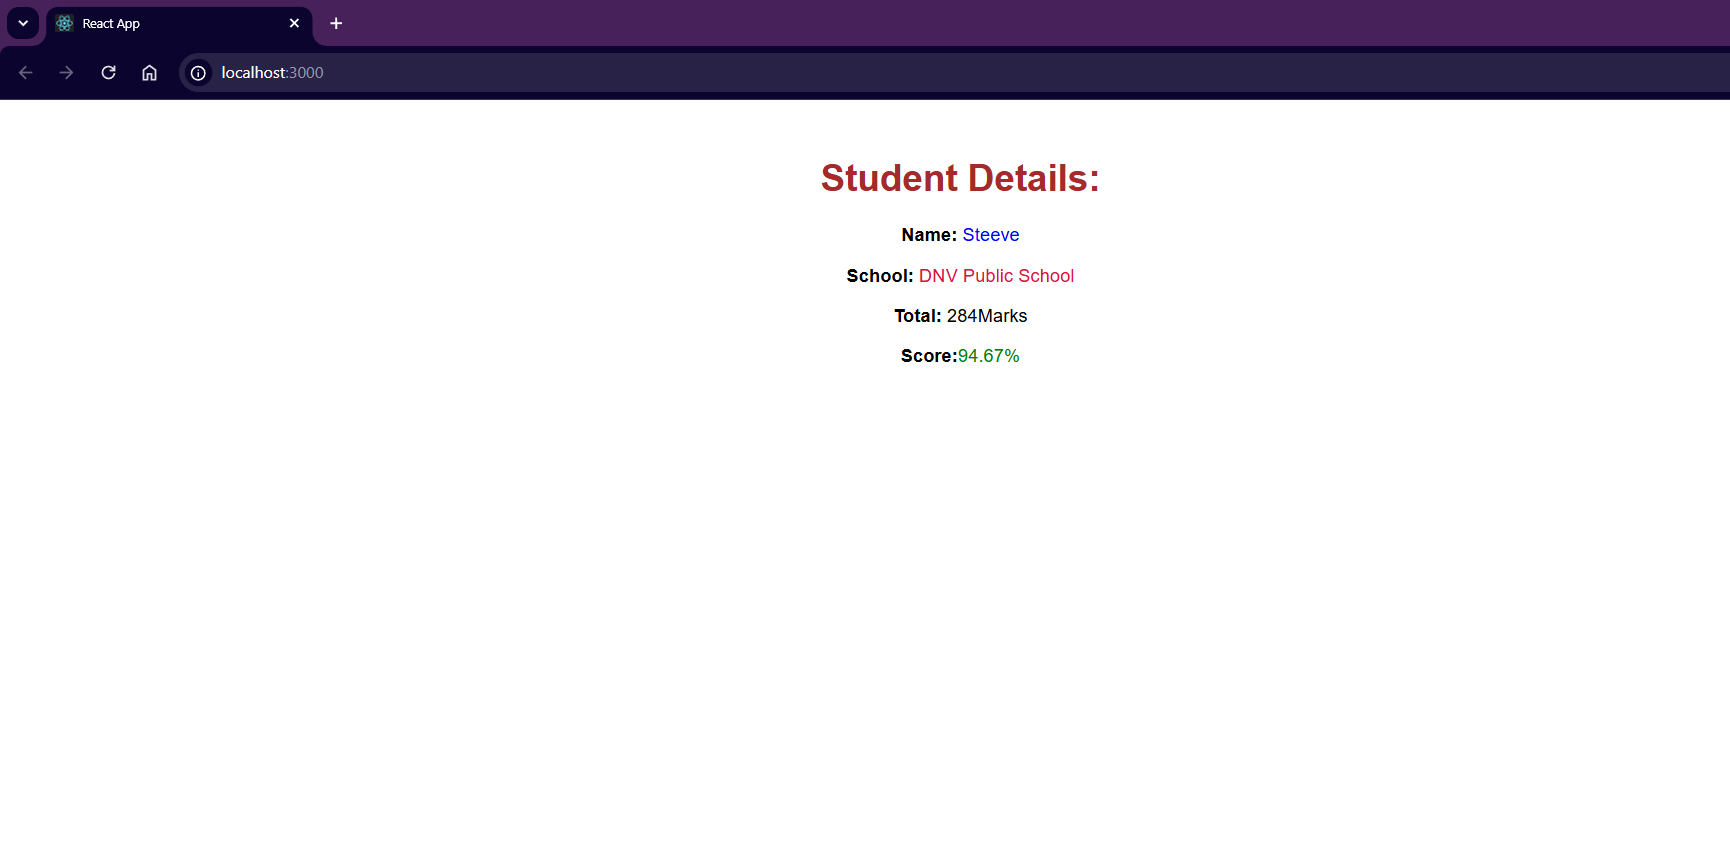 React App
localhost:3000
Student Details:
Name: Steeve
School: DNV Public School
Total: 284Marks
Score:94.67%